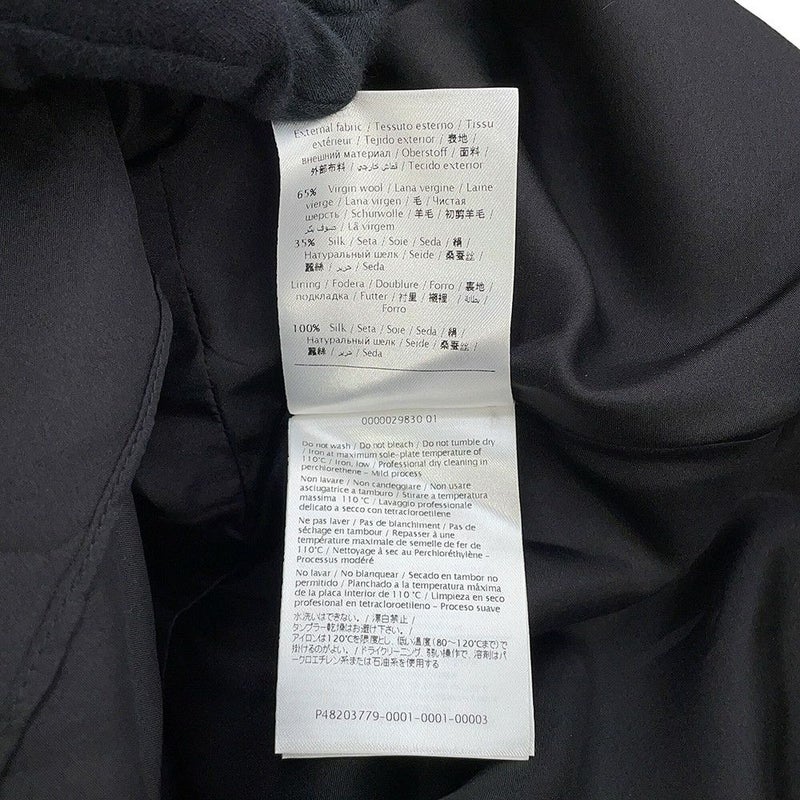 External fabric / Tessuto esterno / Tissu
extérieur / Tejido exterior / 表地 /
внешний материал / Oberstoff / 面料 /
外部布料 / قماش خارجي / Tecido exterior
65% Virgin wool / Lana vergine / Laine
vierge / Lana virgen / 毛 / Чистая
шерсть / Schurwolle / 羊毛 / 初剪羊毛 /
صوف بكر / Lã virgem
35% Silk / Seta / Soie / Seda / 絹 /
Натуральный шелк / Seide / 桑蚕丝 /
蠶絲 / حرير / Seda
Lining / Fodera / Doublure / Forro / 裏地 /
подкладка / Futter / 衬里 / 襯裡 / بطانة /
Forro
100% Silk / Seta / Soie / Seda / 絹 /
Натуральный шелк / Seide / 桑蚕丝 /
蠶絲 / حرير / Seda
0000029830 01
Do not wash / Do not bleach / Do not tumble dry
/ Iron at maximum sole-plate temperature of
110°C / Iron, low / Professional dry cleaning in
perchlorethene - Mild process
Non lavare / Non candeggiare / Non usare
asciugatrice a tamburo / Stirare a temperatura
massima 110 °C / Lavaggio professionale
delicato a secco con tetracloroetilene
Ne pas laver / Pas de blanchiment / Pas de
séchage en tambour / Repasser à une
température maximale de semelle de fer de
110°C / Nettoyage à sec au Perchloréthylène -
Processus modéré
No lavar / No blanquear / Secado en tambor no
permitido / Planchado a la temperatura máxima
de la placa interior de 110 °C / Limpieza en seco
profesional en tetracloroetileno - Proceso suave
水洗いはできない。 / 漂白禁止 /
タンブラー乾燥はお避け下さい。 /
アイロンは120℃を限度とし、低い温度(80～120℃まで)で
掛けるのがよい。 / ドライクリーニング、弱い操作で、溶剤はパ
ークロエチレン系または石油系を使用する
P48203779-0001-0001-00003